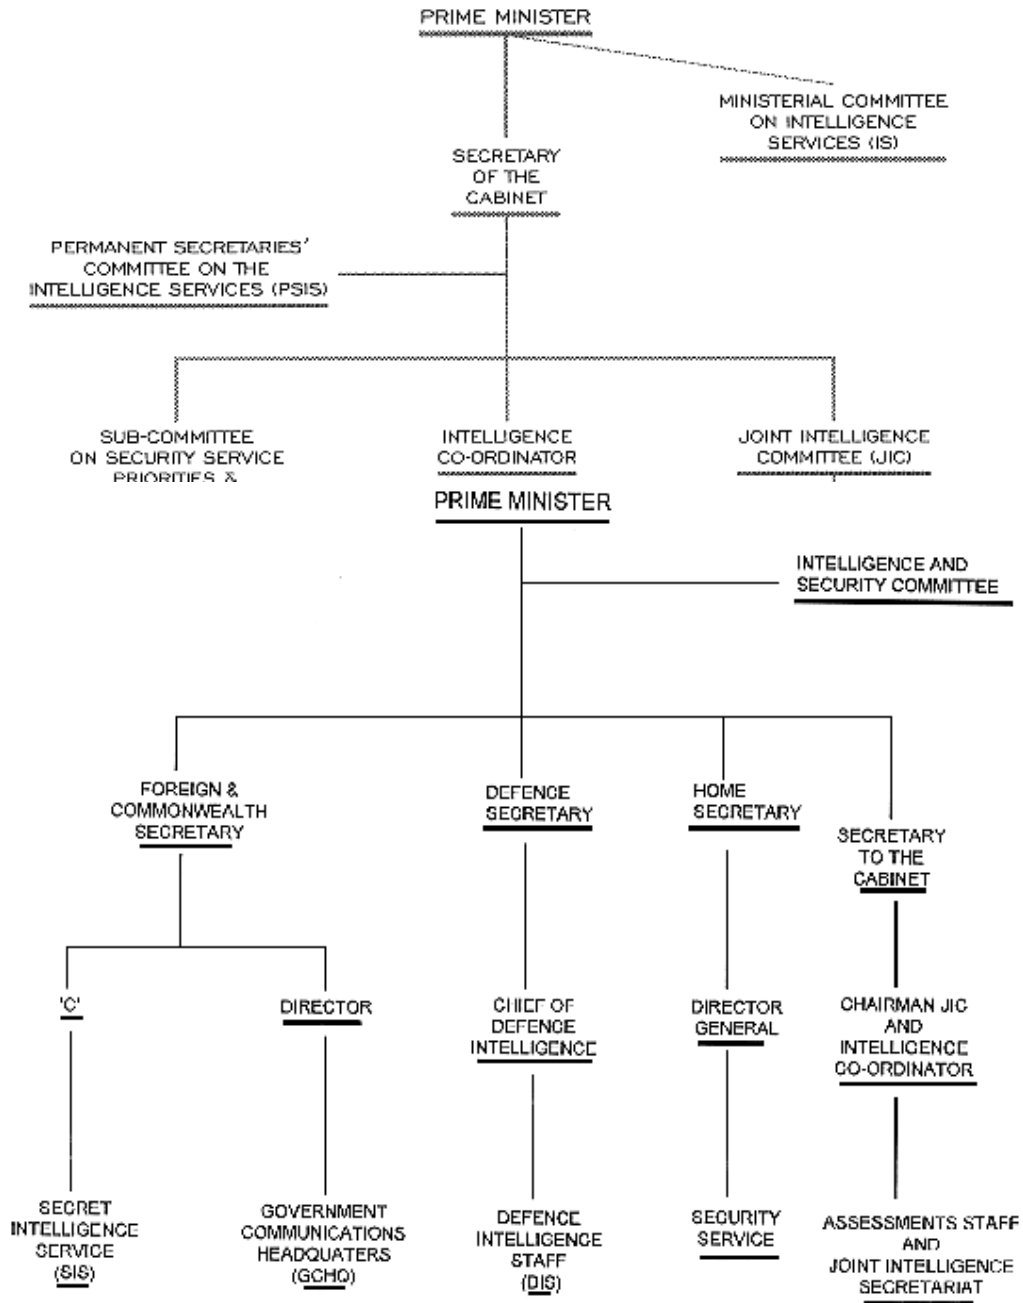 PRIME MINISTER
MINISTERIAL COMMITTEE
ON INTELLIGENCE
SERVICES (IS)
SECRETARY
OF THE
CABINET
PERMANENT SECRETARIES'
COMMITTEE ON THE
INTELLIGENCE SERVICES (PSIS)
SUB-COMMITTEE
ON SECURITY SERVICE
PRIORITIES &
INTELLIGENCE
CO-ORDINATOR
JOINT INTELLIGENCE
COMMITTEE (JIC)
PRIME MINISTER
INTELLIGENCE AND
SECURITY COMMITTEE
FOREIGN &
COMMONWEALTH
SECRETARY
DEFENCE
SECRETARY
HOME
SECRETARY
SECRETARY
TO THE
CABINET
'C'
DIRECTOR
CHIEF OF
DEFENCE
INTELLIGENCE
DIRECTOR
GENERAL
CHAIRMAN JIC
AND
INTELLIGENCE
CO-ORDINATOR
SECRET
INTELLIGENCE
SERVICE
(SIS)
GOVERNMENT
COMMUNICATIONS
HEADQUATERS
(GCHQ)
DEFENCE
INTELLIGENCE
STAFF
(DIS)
SECURITY
SERVICE
ASSESSMENTS STAFF
AND
JOINT INTELLIGENCE
SECRETARIAT